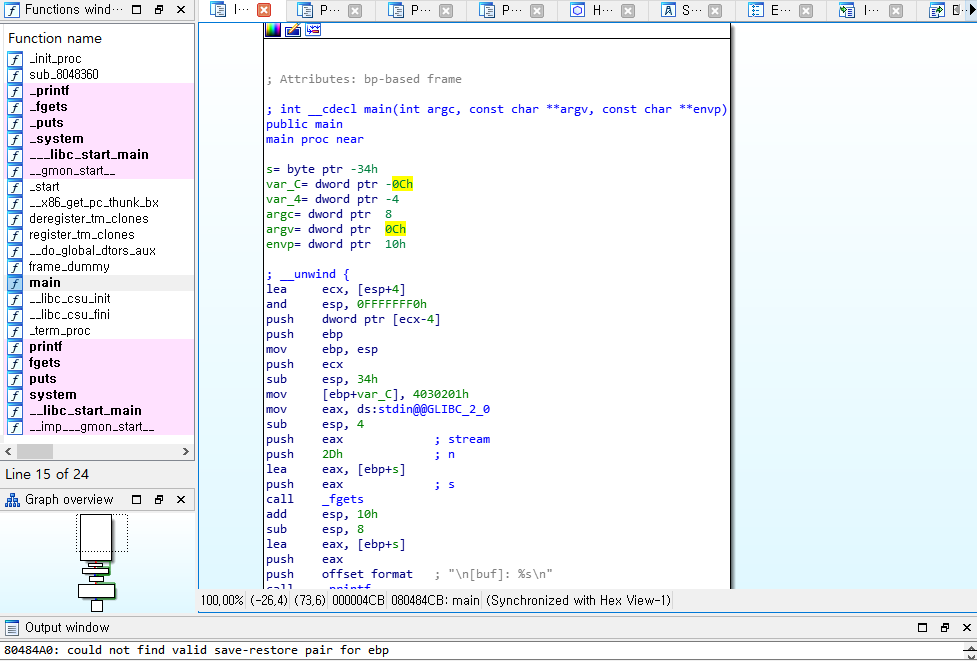 Functions wind···
Function name
_init_proc
sub_8048360
_printf
_fgets
_puts
_system
___libc_start_main
__gmon_start__
_start
__x86_get_pc_thunk_bx
deregister_tm_clones
register_tm_clones
__do_global_dtors_aux
frame_dummy
main
__libc_csu_init
__libc_csu_fini
_term_proc
printf
fgets
puts
system
__libc_start_main
__imp___gmon_start__
Line 15 of 24
Graph overview
I···
P···
P···
P···
H···
S···
E···
I···
; Attributes: bp-based frame
; int __cdecl main(int argc, const char **argv, const char **envp)
public main
main proc near
s= byte ptr -34h
var_C= dword ptr -0Ch
var_4= dword ptr -4
argc= dword ptr  8
argv= dword ptr  0Ch
envp= dword ptr  10h
; __unwind {
lea     ecx, [esp+4]
and     esp, 0FFFFFFF0h
push    dword ptr [ecx-4]
push    ebp
mov     ebp, esp
push    ecx
sub     esp, 34h
mov     [ebp+var_C], 4030201h
mov     eax, ds:stdin@@GLIBC_2_0
sub     esp, 4
push    eax             ; stream
push    2Dh             ; n
lea     eax, [ebp+s]
push    eax             ; s
call    _fgets
add     esp, 10h
sub     esp, 8
lea     eax, [ebp+s]
push    eax
push    offset format   ; "\n[buf]: %s\n"
call    _printf
100,00% (-26,4) (73,6) 000004CB 080484CB: main (Synchronized with Hex View-1)
Output window
80484A0: could not find valid save-restore pair for ebp